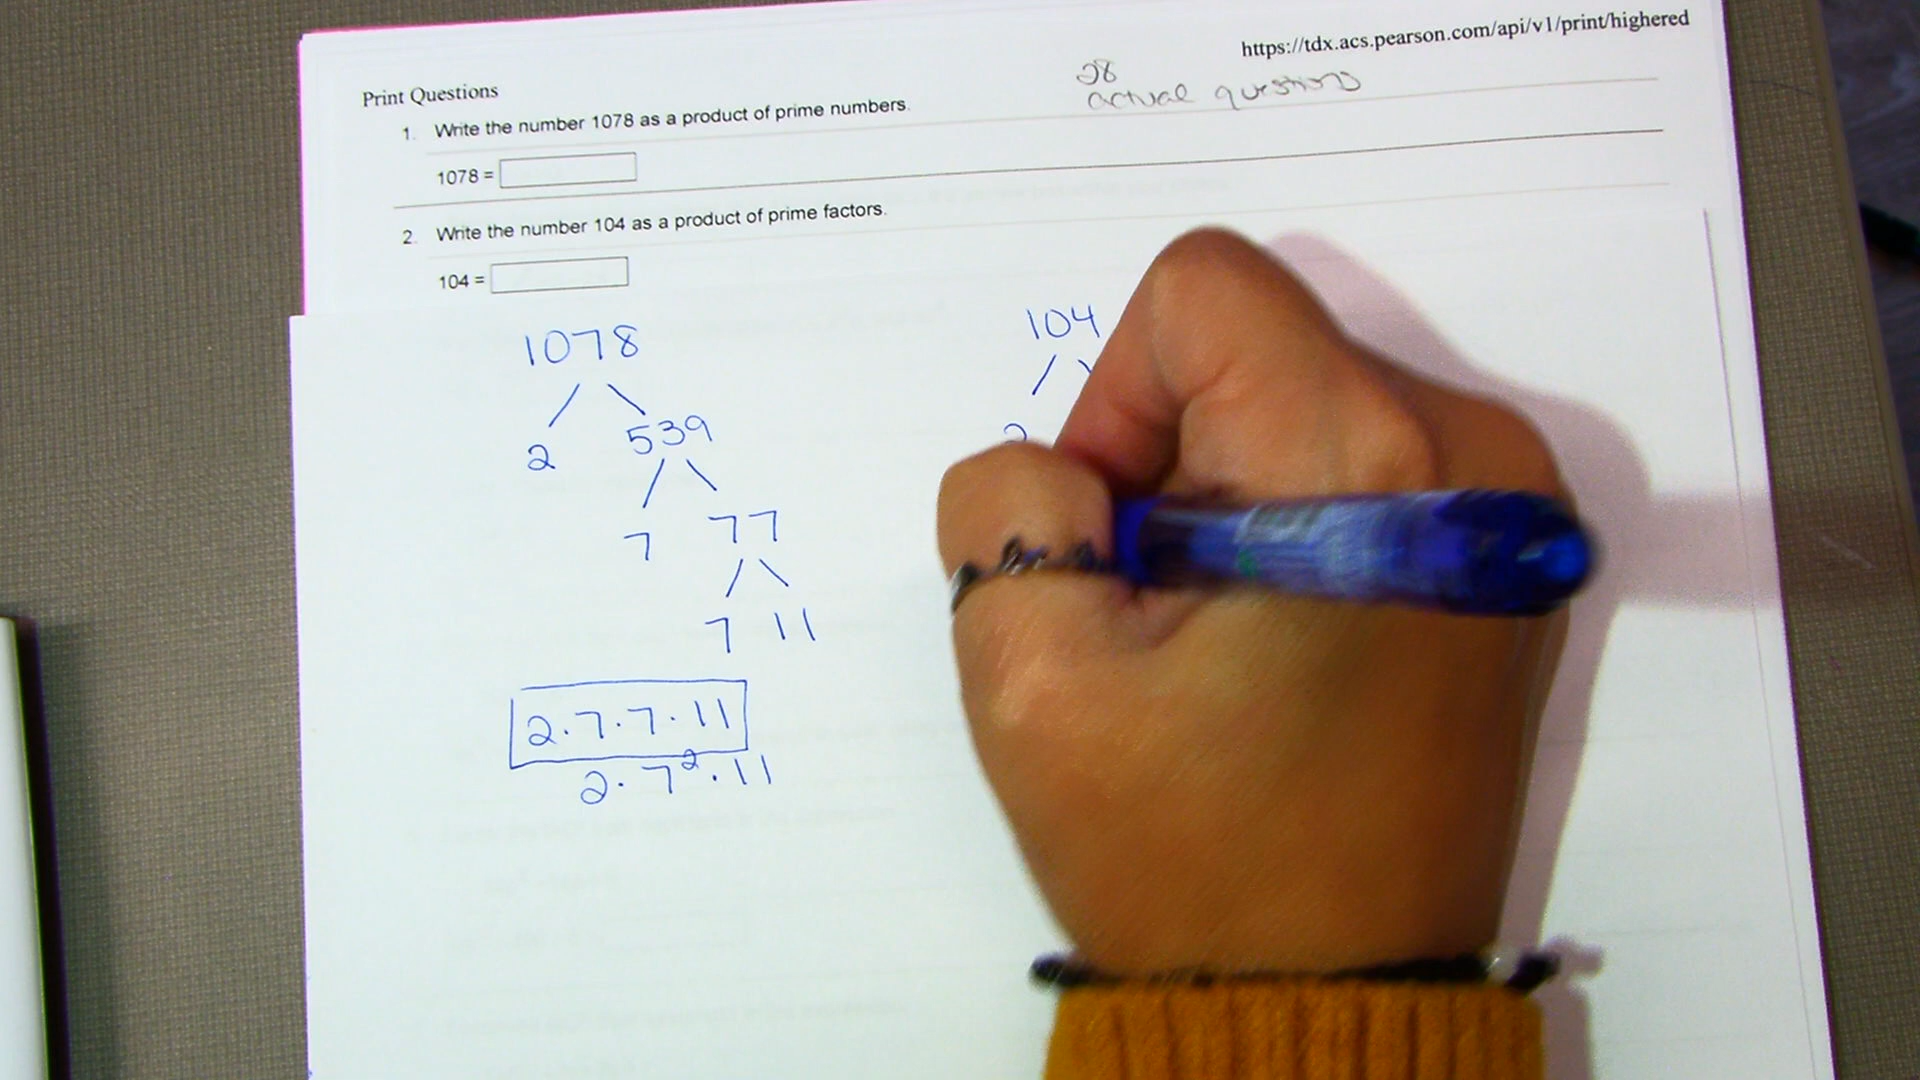 https://tdx.acs.pearson.com/api/v1/print/highered
Print Questions
28
actual questions
1. Write the number 1078 as a product of prime numbers.
1078 =
2. Write the number 104 as a product of prime factors.
104 =
1078
2 539
7 77
7 11
2·7·7·11
2·7²·11
104
2